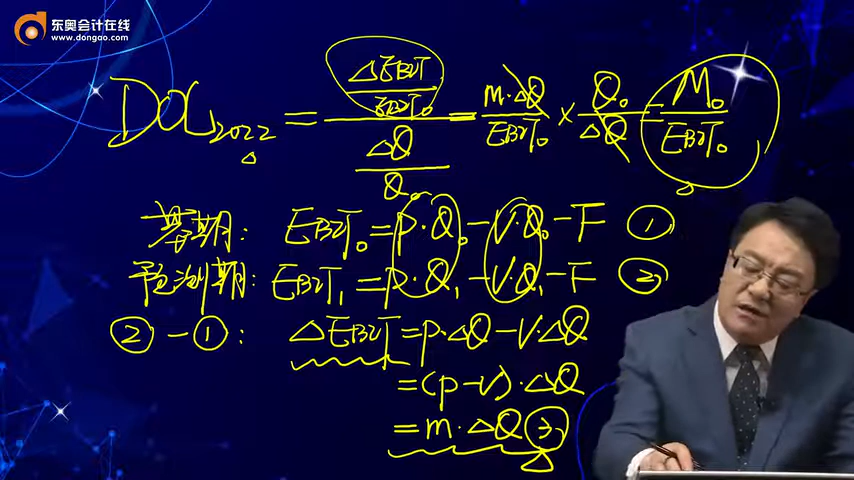 东奥会计在线
www.dongao.com
DOL2022 = (ΔEBIT/EBIT0)/(ΔQ/Q0) = m·ΔQ/EBIT0 × Q0/ΔQ = M0/EBIT0
基期: EBIT0=P·Q0-V·Q0-F ①
预测期: EBIT1=P·Q1-V·Q1-F ②
②-①: ΔEBIT=P·ΔQ-V·ΔQ
=(P-V)·ΔQ
=m·ΔQ ③